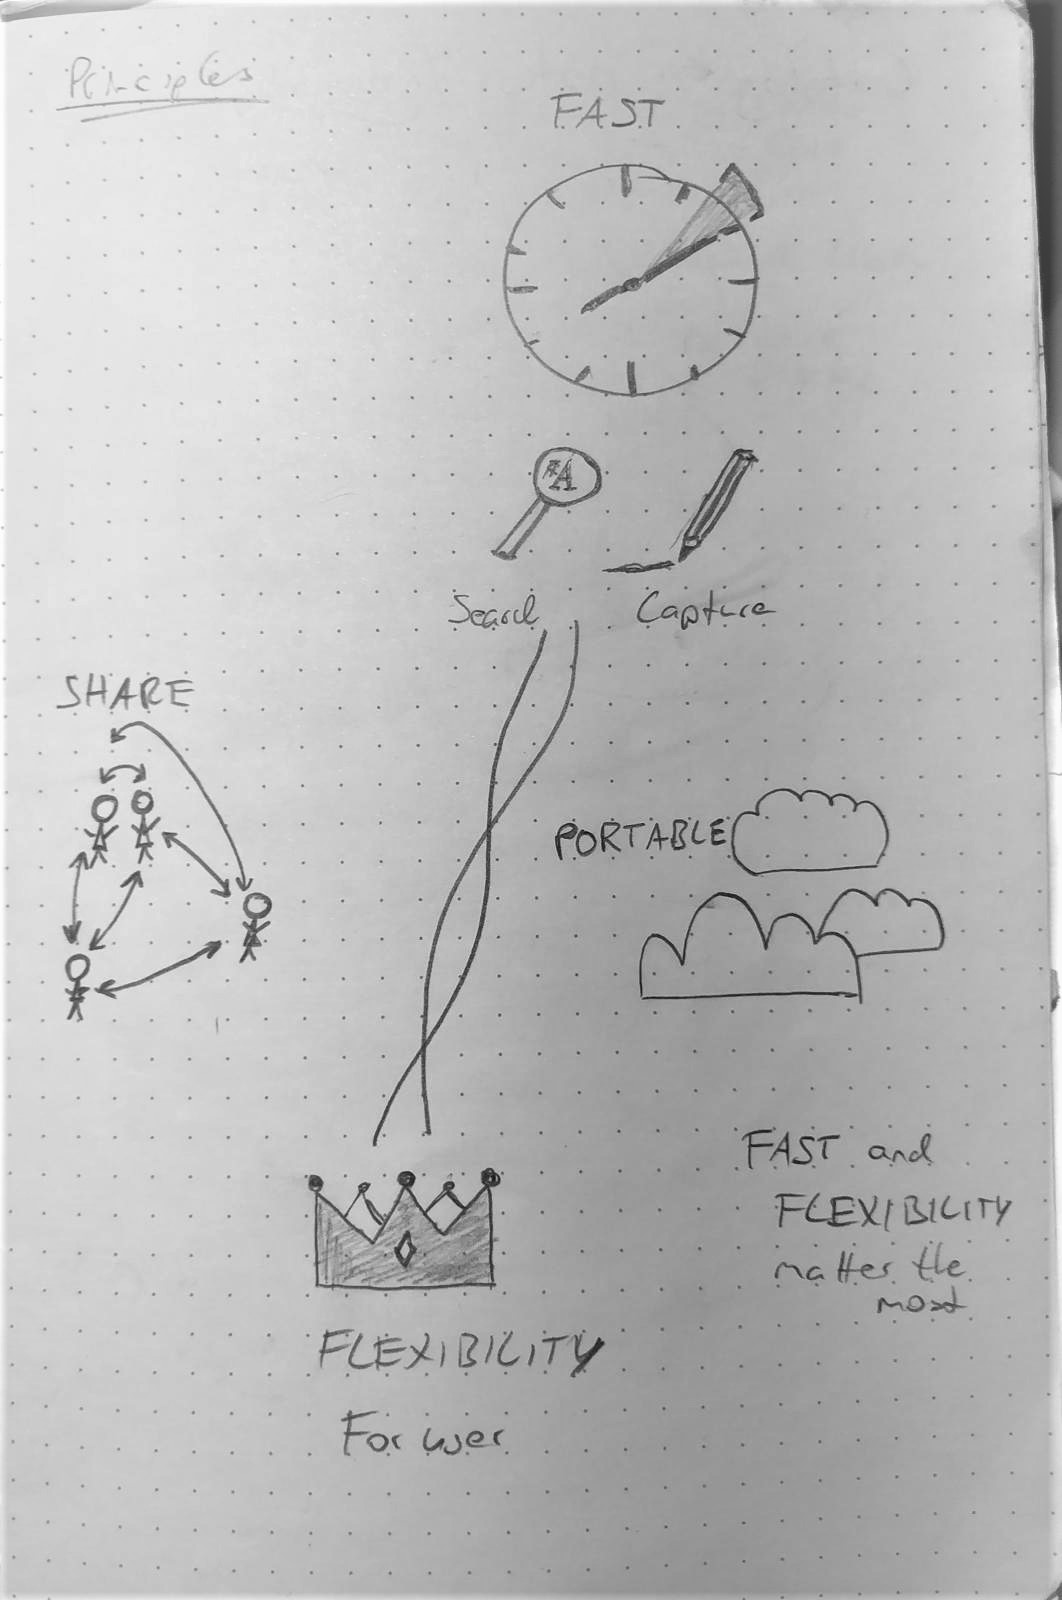 Principles
FAST
A
Search
Capture
SHARE
PORTABLE
FAST and
FLEXIBILITY
matter the
most
FLEXIBILITY
For user